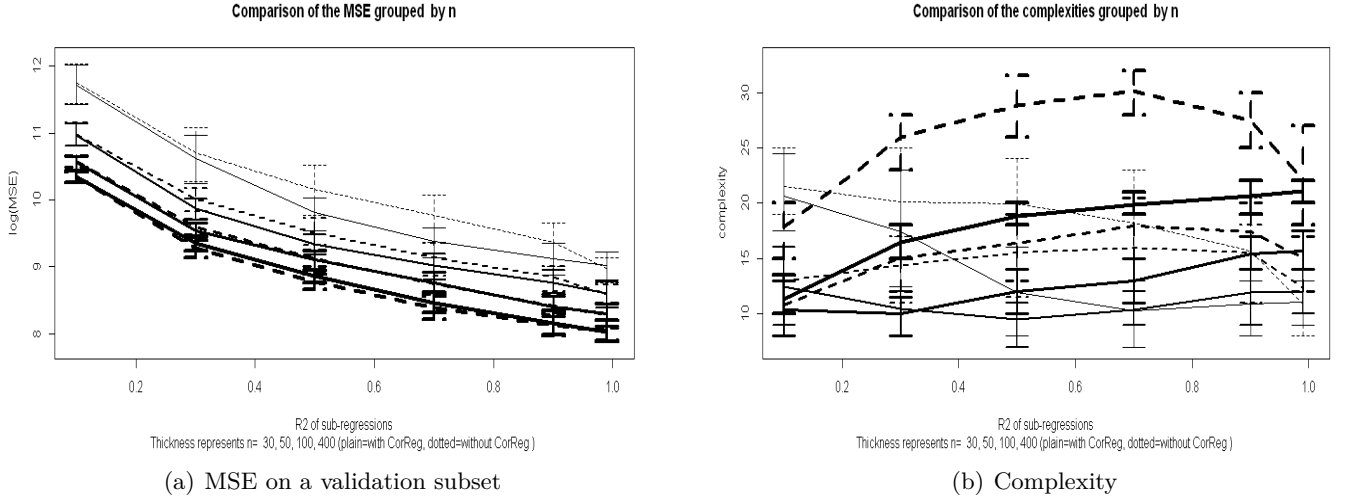 Comparison of the MSE grouped by n
12
11
10
9
8
log(MSE)
0.2 0.4 0.6 0.8 1.0
R2 of sub-regressions
Thickness represents n= 30, 50, 100, 400 (plain=with CorReg, dotted=without CorReg )
(a) MSE on a validation subset
Comparison of the complexities grouped by n
30
25
20
15
10
complexity
0.2 0.4 0.6 0.8 1.0
R2 of sub-regressions
Thickness represents n= 30, 50, 100, 400 (plain=with CorReg, dotted=without CorReg )
(b) Complexity